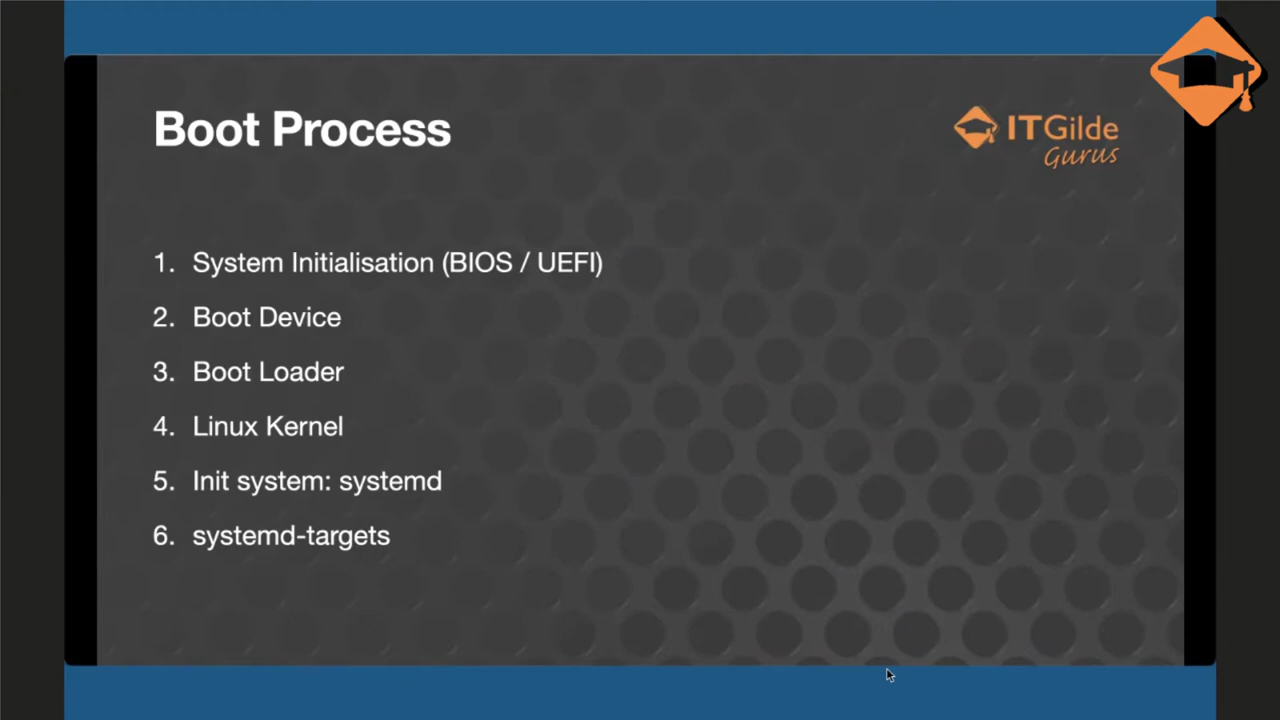 Boot Process
ITGilde
Gurus
1. System Initialisation (BIOS / UEFI)
2. Boot Device
3. Boot Loader
4. Linux Kernel
5. Init system: systemd
6. systemd-targets